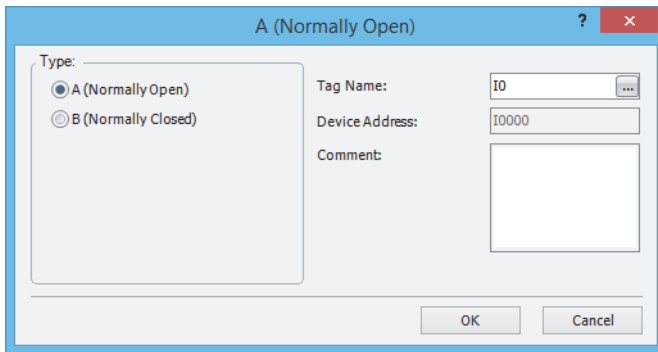 A (Normally Open)
?
Type:
A (Normally Open)
B (Normally Closed)
Tag Name:
I0
...
Device Address:
I0000
Comment:
OK
Cancel